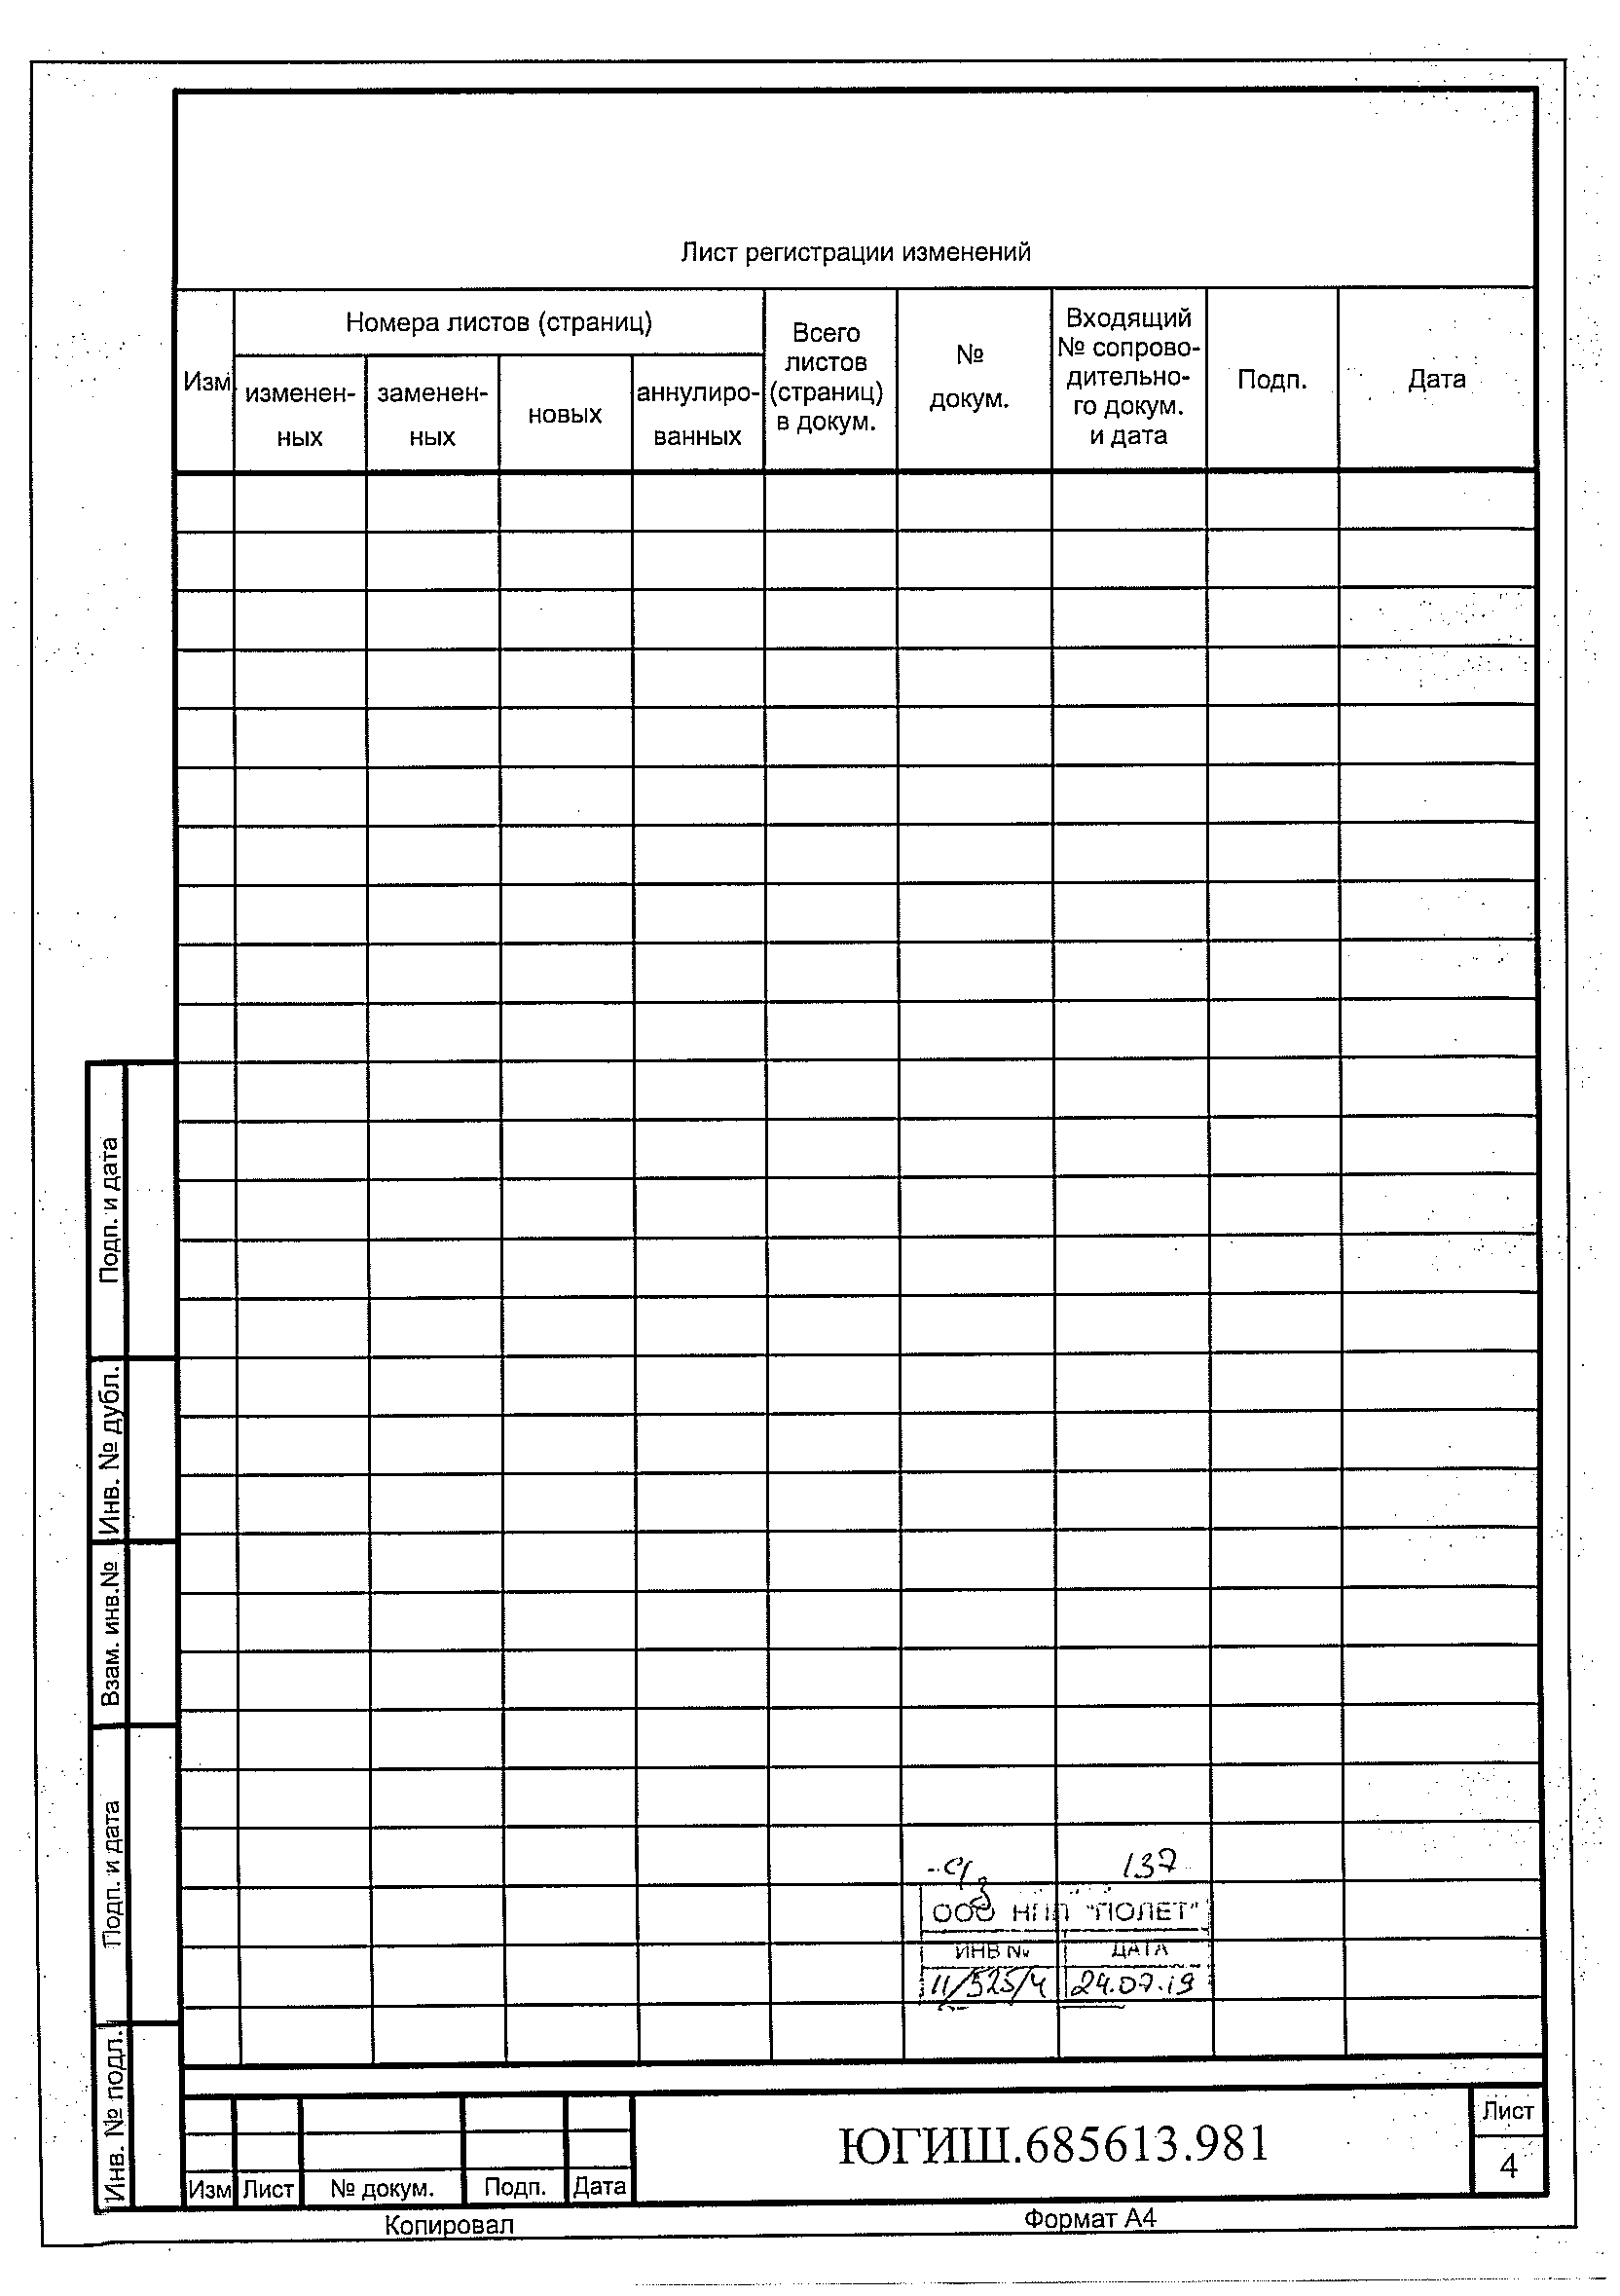 Лист регистрации изменений
Изм
Номера листов (страниц)
изменен-
ных
заменен-
ных
новых
аннулиро-
ванных
Всего
листов
(страниц)
в докум.
№
докум.
Входящий
№ сопрово-
дительно-
го докум.
и дата
Подп.
Дата
Подп. и дата
Инв. № дубл.
Взам. инв.№
Подп. и дата
Инв. № подл.
137
ООО НПП "ПОЛЕТ"
ИНВ № ДАТА
11/525/4 24.07.19
Изм Лист № докум. Подп. Дата
ЮГИШ.685613.981
Лист
4
Копировал Формат А4